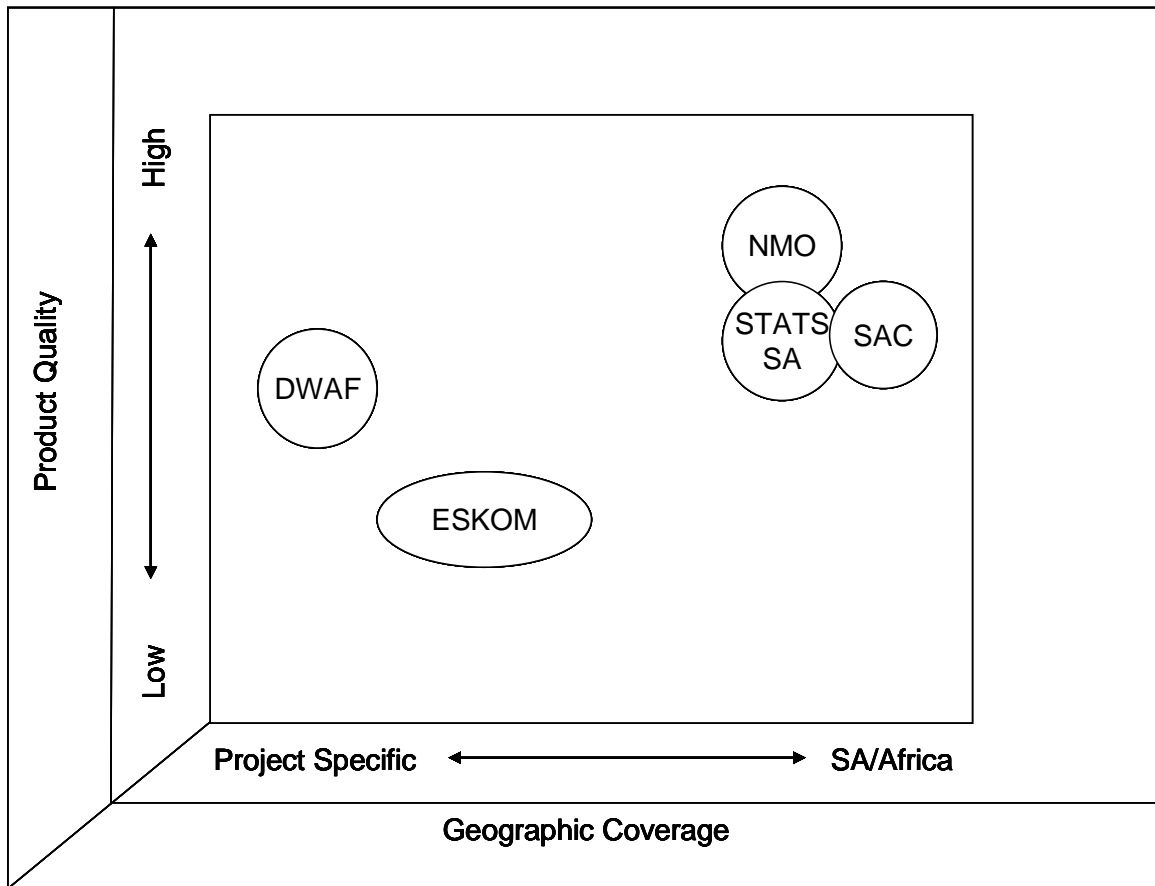 Product Quality
High
Low
NMO
STATS
SA
SAC
DWAF
ESKOM
Project Specific
SA/Africa
Geographic Coverage